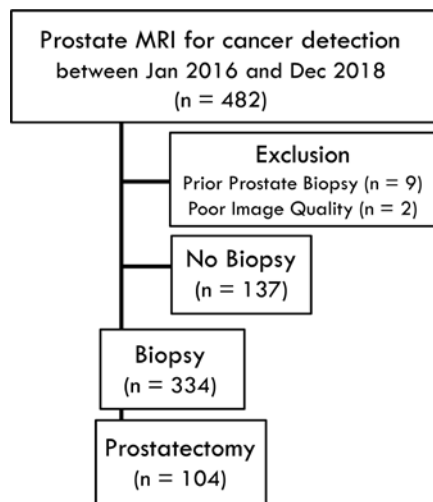 Prostate MRI for cancer detection
between Jan 2016 and Dec 2018
(n = 482)
Exclusion
Prior Prostate Biopsy (n = 9)
Poor Image Quality (n = 2)
No Biopsy
(n = 137)
Biopsy
(n = 334)
Prostatectomy
(n = 104)